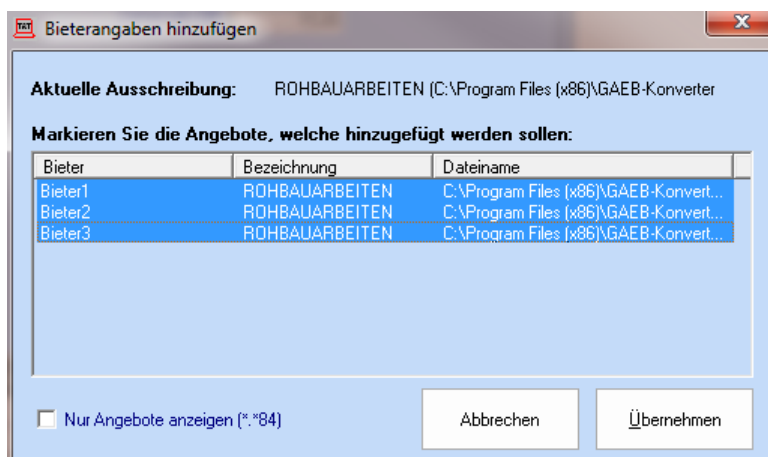 Bieterangaben hinzufügen
Aktuelle Ausschreibung: ROHBAUARBEITEN (C:\Program Files (x86)\GAEB-Konverter
Markieren Sie die Angebote, welche hinzugefügt werden sollen:
Bieter Bezeichnung Dateiname
Bieter1 ROHBAUARBEITEN C:\Program Files (x86)\GAEB-Konvert...
Bieter2 ROHBAUARBEITEN C:\Program Files (x86)\GAEB-Konvert...
Bieter3 ROHBAUARBEITEN C:\Program Files (x86)\GAEB-Konvert...
Nur Angebote anzeigen (*.*84) Abbrechen Übernehmen